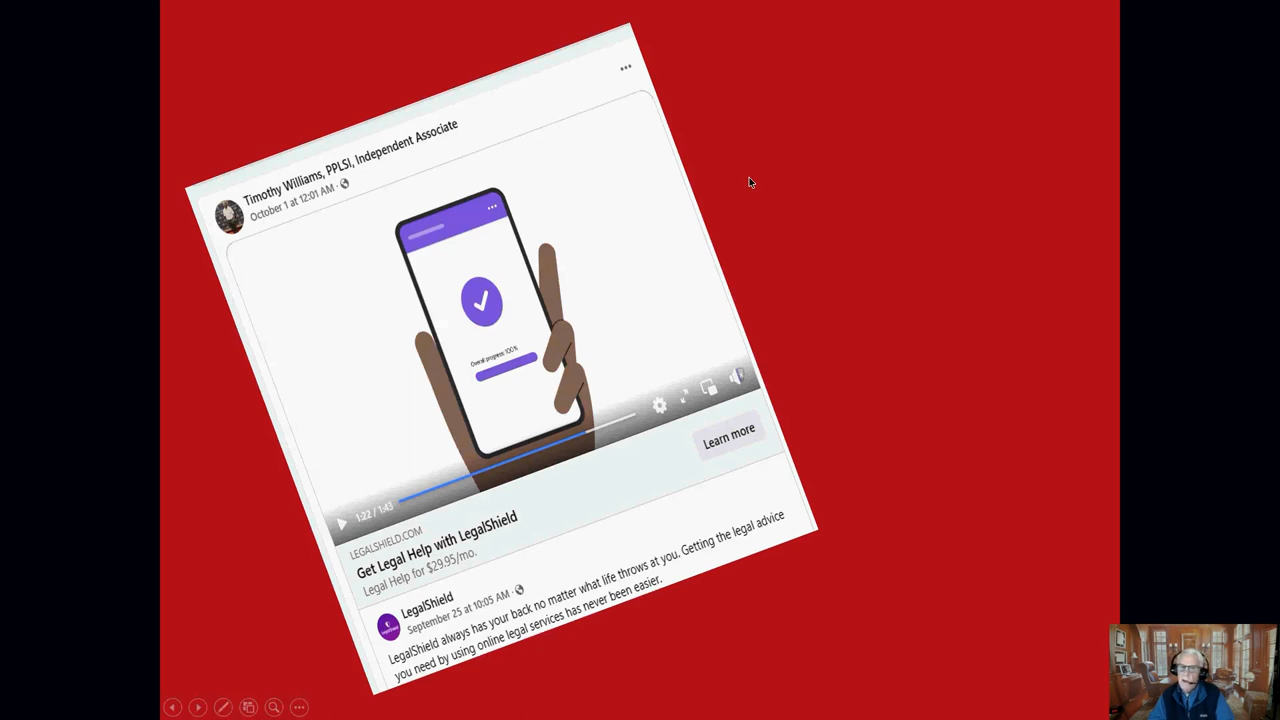 Timothy Williams, PPLSI, Independent Associate
October 1 at 12:01 AM ·
Overall progress 100%
1:22 / 1:43
LEGALSHIELD.COM
Get Legal Help with LegalShield
Legal Help for $29.95/mo.
Learn more
LegalShield
September 25 at 10:05 AM ·
LegalShield always has your back no matter what life throws at you. Getting the legal advice
you need by using online legal services has never been easier.